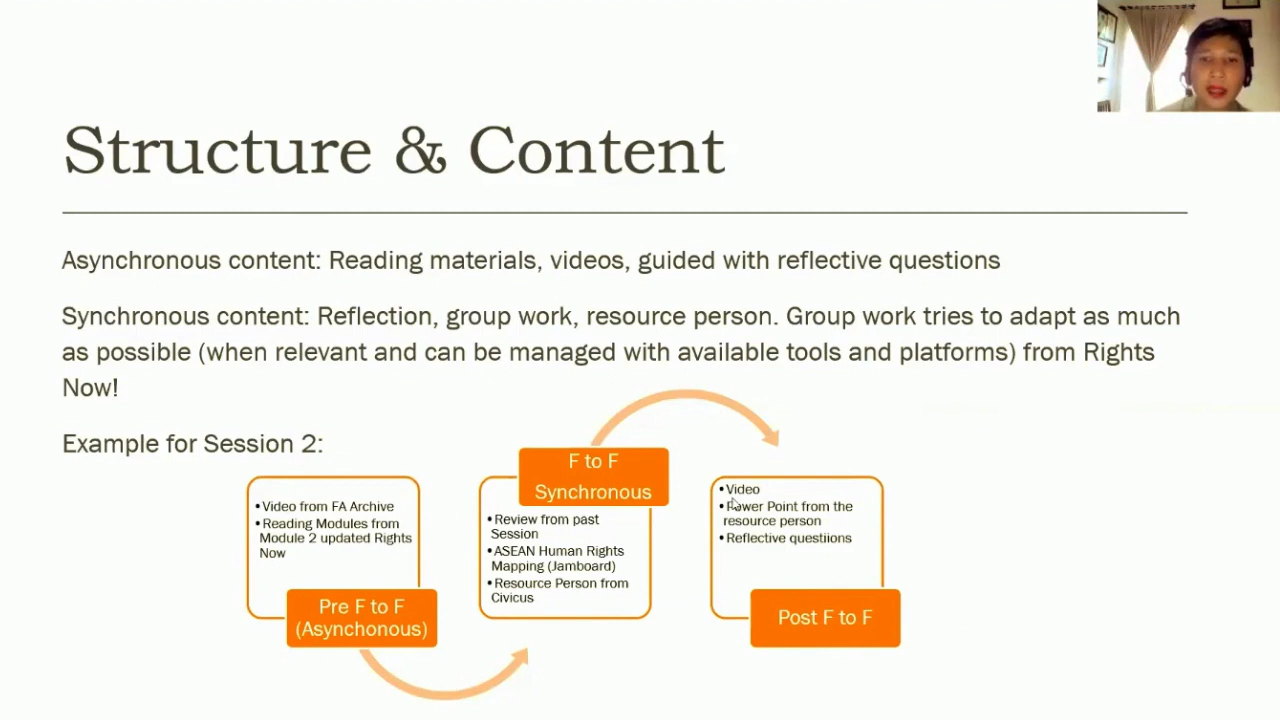 Structure & Content
Asynchronous content: Reading materials, videos, guided with reflective questions
Synchronous content: Reflection, group work, resource person. Group work tries to adapt as much
as possible (when relevant and can be managed with available tools and platforms) from Rights
Now!
Example for Session 2:
•Video from FA Archive
•Reading Modules from
Module 2 updated Rights
Now
Pre F to F
(Asynchonous)
F to F
Synchronous
•Review from past
Session
•ASEAN Human Rights
Mapping (Jamboard)
•Resource Person from
Civicus
•Video
•Power Point from the
resource person
•Reflective questiions
Post F to F